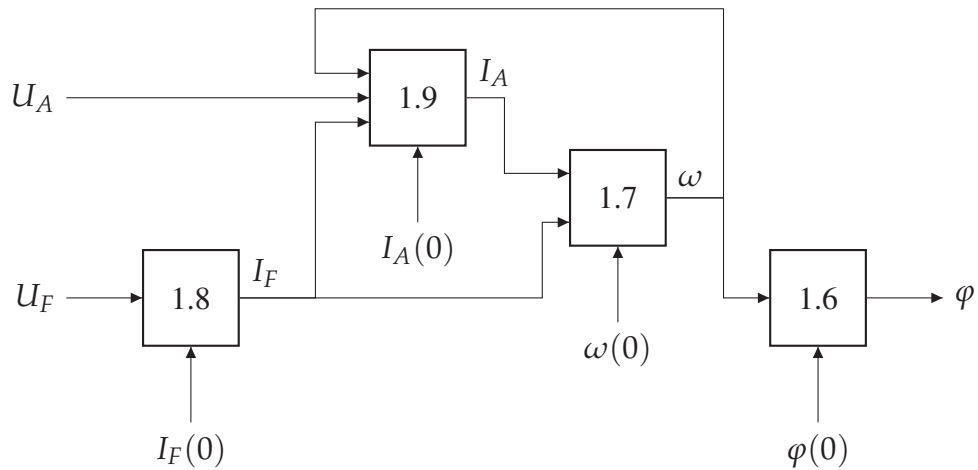 I_A
U_A
1.9
ω
1.7
I_A(0)
I_F
U_F
1.8
1.6
φ
ω(0)
I_F(0)
φ(0)